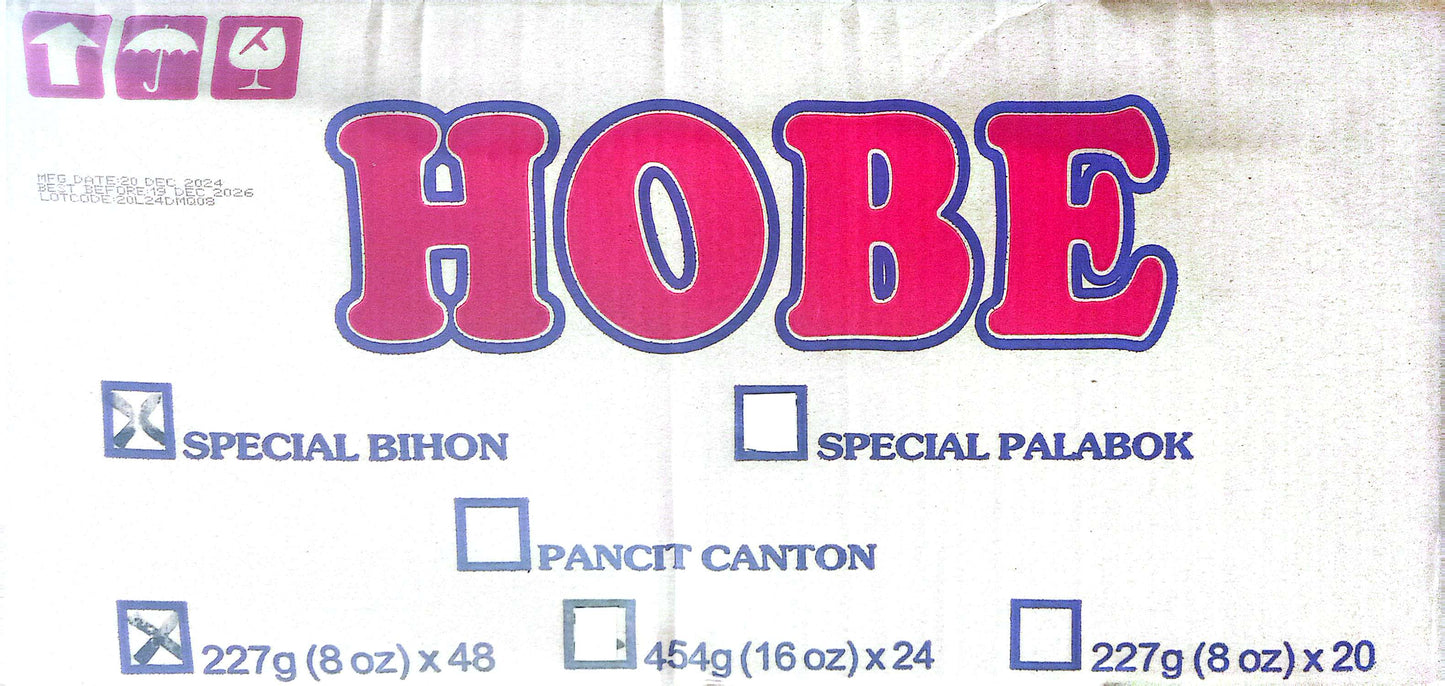 HOBE
MFG DATE:20 DEC 2024
BEST BEFORE:19 DEC 2026
LOTCODE:20L24DMQ08
SPECIAL BIHON
SPECIAL PALABOK
PANCIT CANTON
227g (8 oz) x 48
454g (16 oz) x 24
227g (8 oz) x 20